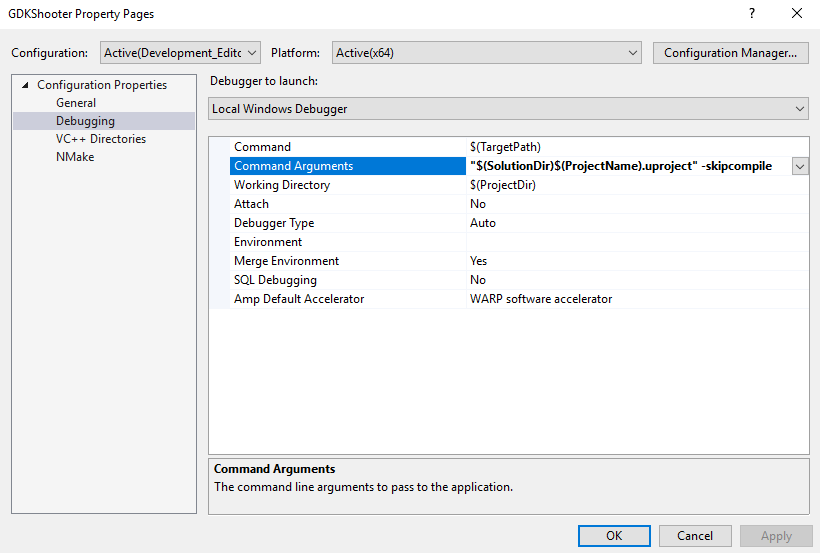 GDKShooter Property Pages
Configuration: Active(Development_Edito Platform: Active(x64) Configuration Manager...
Configuration Properties
General
Debugging
VC++ Directories
NMake
Debugger to launch:
Local Windows Debugger
Command $(TargetPath)
Command Arguments "$(SolutionDir)$(ProjectName).uproject" -skipcompile
Working Directory $(ProjectDir)
Attach No
Debugger Type Auto
Environment
Merge Environment Yes
SQL Debugging No
Amp Default Accelerator WARP software accelerator
Command Arguments
The command line arguments to pass to the application.
OK Cancel Apply